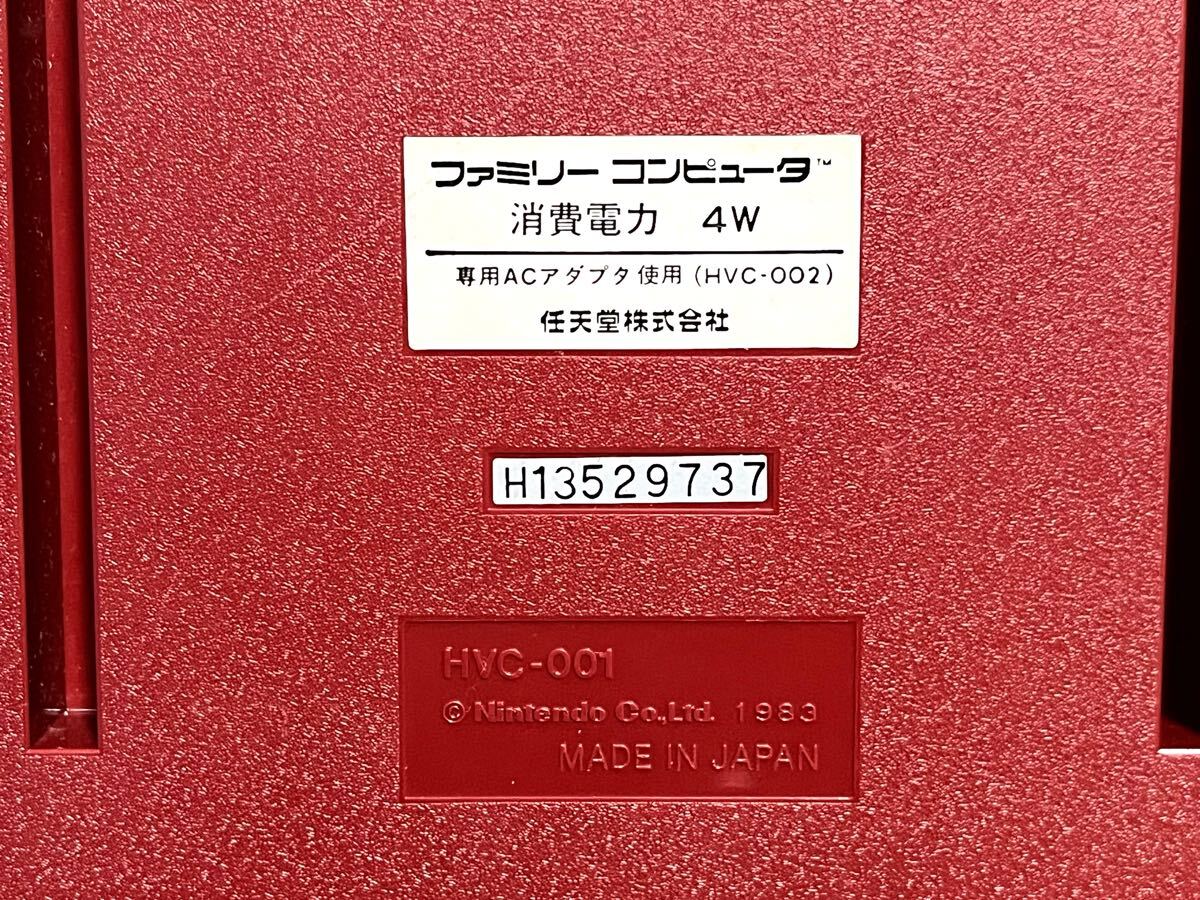 ファミリー コンピュータ™
消費電力 4W
専用ACアダプタ使用(HVC-002)
任天堂株式会社
H13529737
HVC-001
© Nintendo Co.,Ltd. 1983
MADE IN JAPAN